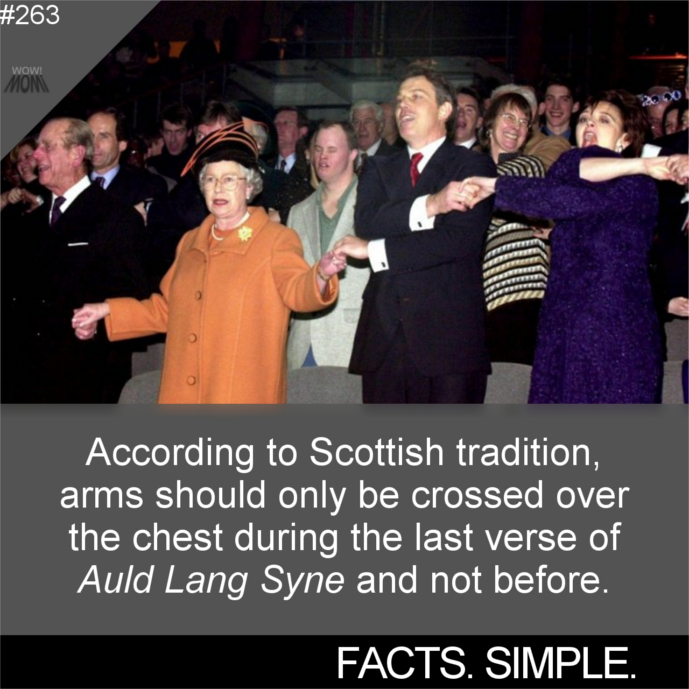 #263
WOW!
MOM!
2000
According to Scottish tradition,
arms should only be crossed over
the chest during the last verse of
Auld Lang Syne and not before.
FACTS. SIMPLE.